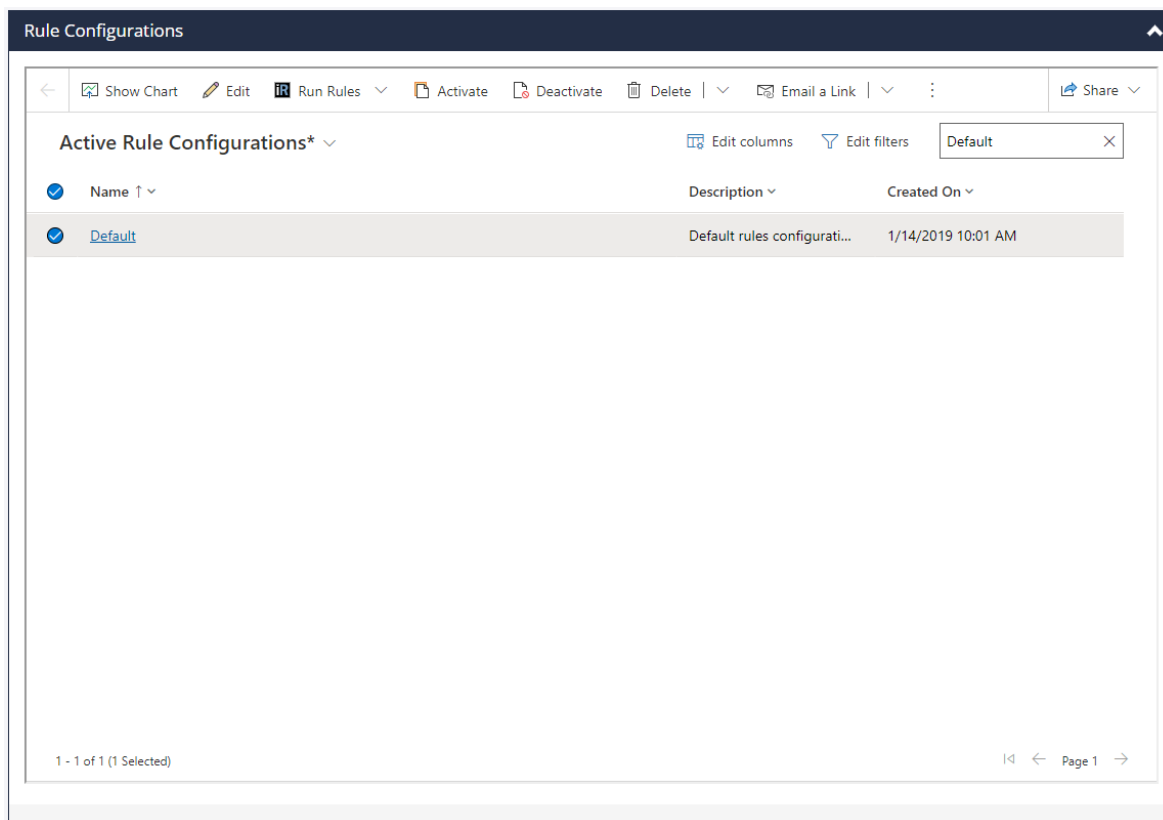 Rule Configurations
Show Chart Edit iR Run Rules Activate Deactivate Delete Email a Link Share
Active Rule Configurations* Edit columns Edit filters Default
Name ↑ Description Created On
Default Default rules configurati... 1/14/2019 10:01 AM
1 - 1 of 1 (1 Selected) Page 1